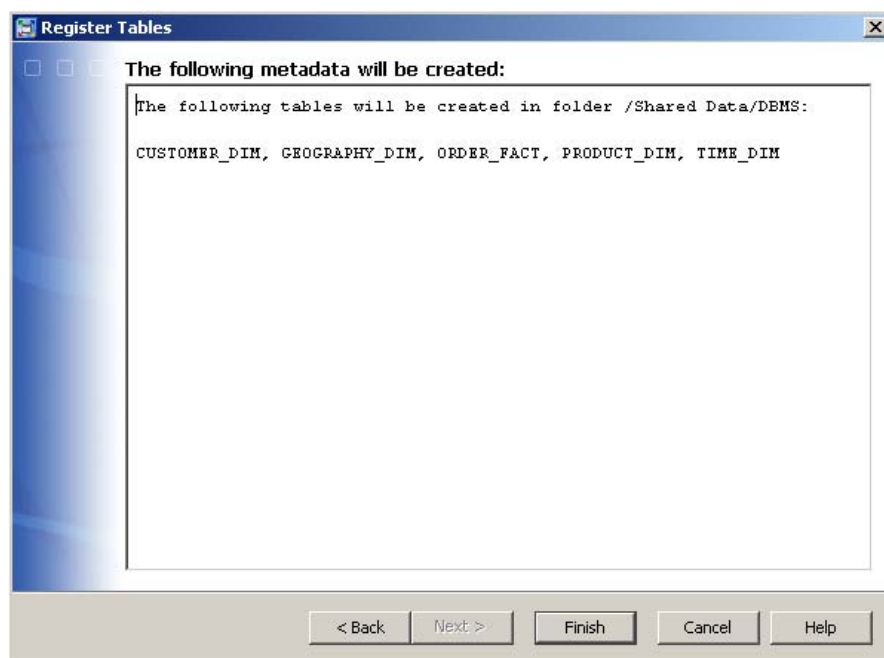 Register Tables
The following metadata will be created:
The following tables will be created in folder /Shared Data/DBMS:
CUSTOMER_DIM, GEOGRAPHY_DIM, ORDER_FACT, PRODUCT_DIM, TIME_DIM
< Back Next > Finish Cancel Help